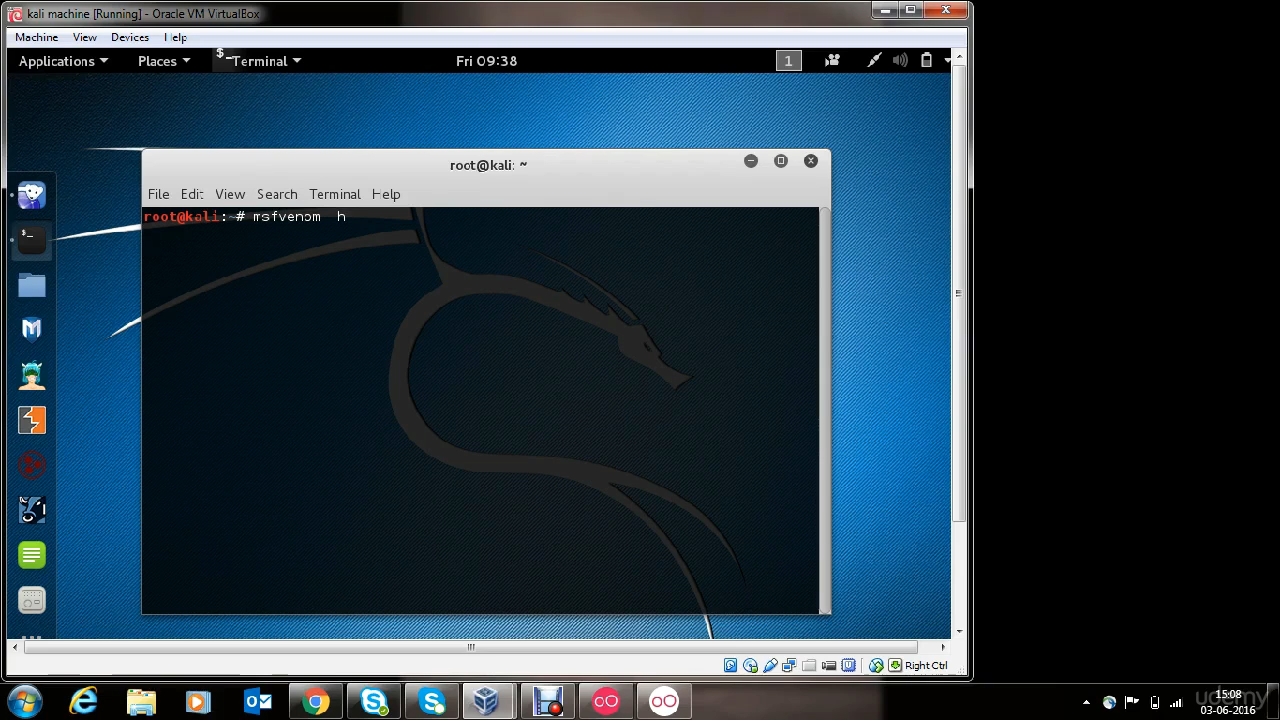 kali machine [Running] - Oracle VM VirtualBox
Machine View Devices Help
Applications Places Terminal Fri 09:38 1
root@kali: ~
File Edit View Search Terminal Help
root@kali:~# msfvenom -h
Right Ctrl
15:08
03-06-2016
udemy